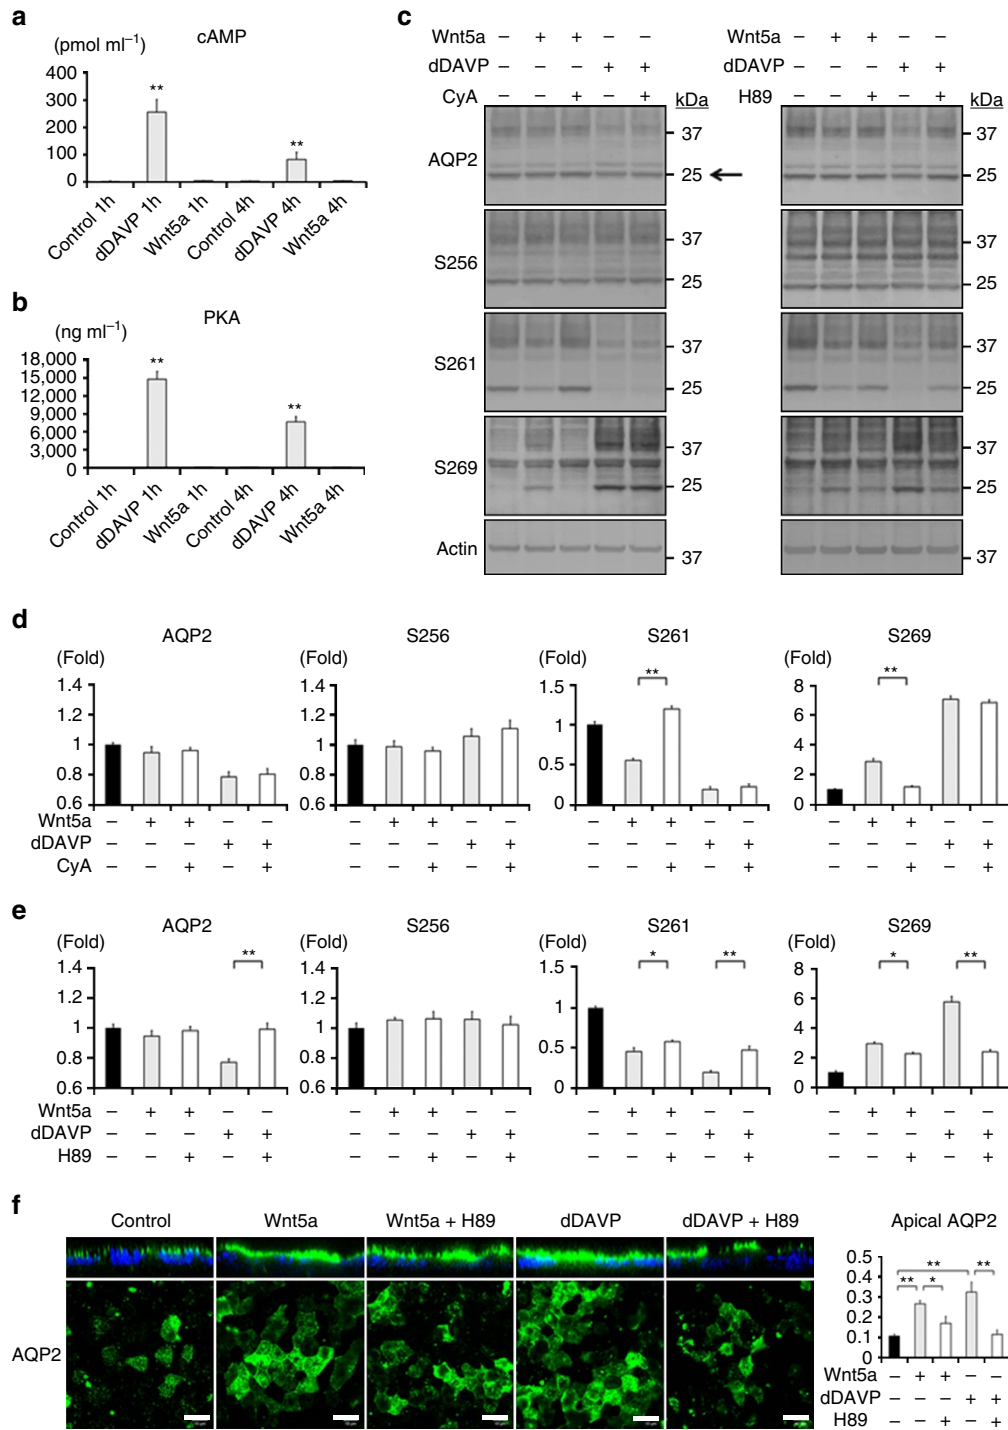 a
cAMP
(pmol ml⁻¹)
400
300
200
100
0
**
**
Control 1h
dDAVP 1h
Wnt5a 1h
Control 4h
dDAVP 4h
Wnt5a 4h
b
PKA
(ng ml⁻¹)
18,000
15,000
12,000
9,000
6,000
3,000
0
**
**
Control 1h
dDAVP 1h
Wnt5a 1h
Control 4h
dDAVP 4h
Wnt5a 4h
c
Wnt5a – + + – –
dDAVP – – – + +
CyA – – + – + kDa
AQP2
37
25
S256
37
25
S261
37
25
S269
37
25
Actin
37
Wnt5a – + + – –
dDAVP – – – + +
H89 – – + – + kDa
37
25
37
25
37
25
37
25
37
d
AQP2
(Fold)
1.4
1.2
1
0.8
0.6
S256
(Fold)
1.4
1.2
1
0.8
0.6
S261
(Fold)
1.5
1
0.5
0
**
S269
(Fold)
8
6
4
2
0
**
Wnt5a – + + – – – + + – – – + + – – – + + – –
dDAVP – – – + + – – – + + – – – + + – – – + +
CyA – – + – + – – + – + – – + – + – – + – +
e
AQP2
(Fold)
1.4
1.2
1
0.8
0.6
**
S256
(Fold)
1.4
1.2
1
0.8
0.6
S261
(Fold)
1.5
1
0.5
0
* **
S269
(Fold)
8
6
4
2
0
* **
Wnt5a – + + – – – + + – – – + + – – – + + – –
dDAVP – – – + + – – – + + – – – + + – – – + +
H89 – – + – + – – + – + – – + – + – – + – +
f
Control Wnt5a Wnt5a + H89 dDAVP dDAVP + H89
AQP2
Apical AQP2
0.5
0.4
0.3
0.2
0.1
0
** **
** *
Wnt5a – + + – –
dDAVP – – – + +
H89 – – + – +